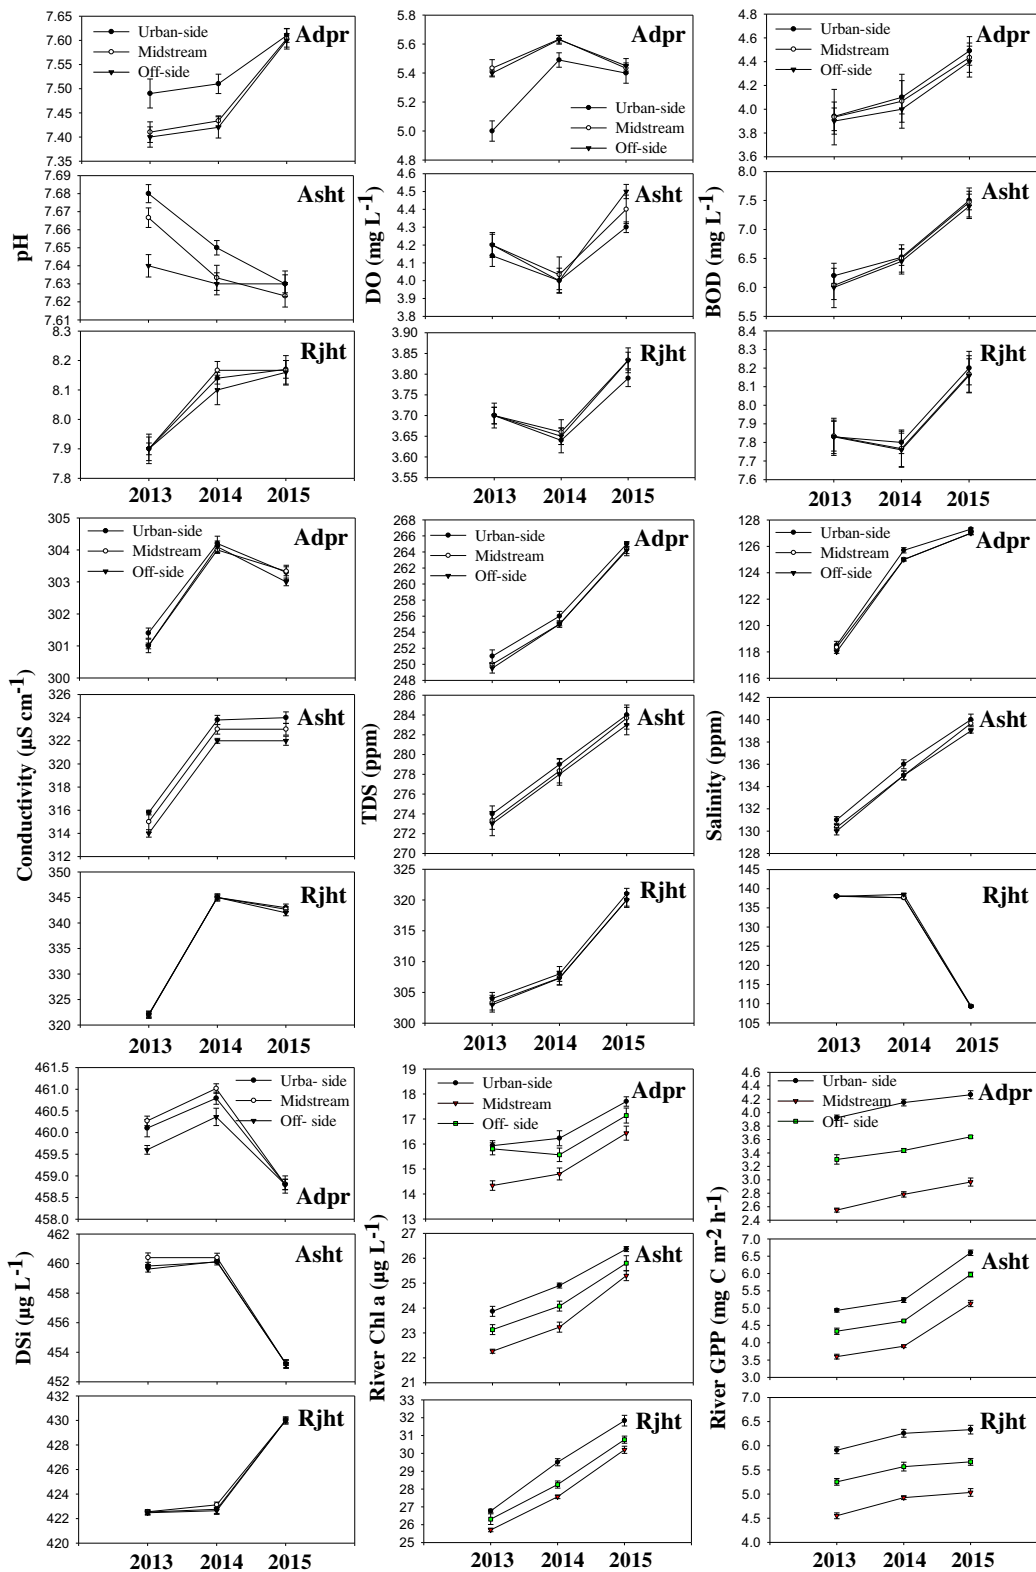 7.65
7.60
7.55
7.50
7.45
7.40
7.35
Urban-side
Midstream
Off-side
Adpr
7.69
7.68
7.67
7.66
7.65
7.64
7.63
7.62
7.61
Asht
pH
8.3
8.2
8.1
8.0
7.9
7.8
Rjht
2013 2014 2015
5.8
5.6
5.4
5.2
5.0
4.8
Adpr
Urban-side
Midstream
Off-side
4.6
4.5
4.4
4.3
4.2
4.1
4.0
3.9
3.8
Asht
DO (mg L-1)
3.90
3.85
3.80
3.75
3.70
3.65
3.60
3.55
Rjht
2013 2014 2015
4.8
4.6
4.4
4.2
4.0
3.8
3.6
Urban-side
Midstream
Off-side
Adpr
8.0
7.5
7.0
6.5
6.0
5.5
Asht
BOD (mg L-1)
8.4
8.3
8.2
8.1
8.0
7.9
7.8
7.7
7.6
Rjht
2013 2014 2015
305
304
303
302
301
300
Urban-side
Midstream
Off-side
Adpr
326
324
322
320
318
316
314
312
Asht
Conductivity (µS cm-1)
350
345
340
335
330
325
320
Rjht
2013 2014 2015
268
266
264
262
260
258
256
254
252
250
248
Urban-side
Midstream
Off-side
Adpr
286
284
282
280
278
276
274
272
270
Asht
TDS (ppm)
325
320
315
310
305
300
Rjht
2013 2014 2015
128
126
124
122
120
118
116
Urban-side
Midstream
Off-side
Adpr
142
140
138
136
134
132
130
128
Asht
Salinity (ppm)
145
140
135
130
125
120
115
110
105
Rjht
2013 2014 2015
461.5
461.0
460.5
460.0
459.5
459.0
458.5
458.0
Urba- side
Midstream
Off- side
Adpr
462
460
458
456
454
452
Asht
DSi (µg L-1)
432
430
428
426
424
422
420
Rjht
2013 2014 2015
19
18
17
16
15
14
13
Urban-side
Midstream
Off-side
Adpr
27
26
25
24
23
22
21
Asht
River Chl a (µg L-1)
33
32
31
30
29
28
27
26
25
Rjht
2013 2014 2015
4.6
4.4
4.2
4.0
3.8
3.6
3.4
3.2
3.0
2.8
2.6
2.4
Urban- side
Midstream
Off- side
Adpr
7.0
6.5
6.0
5.5
5.0
4.5
4.0
3.5
3.0
Asht
River GPP (mg C m-2 h-1)
7.0
6.5
6.0
5.5
5.0
4.5
4.0
Rjht
2013 2014 2015